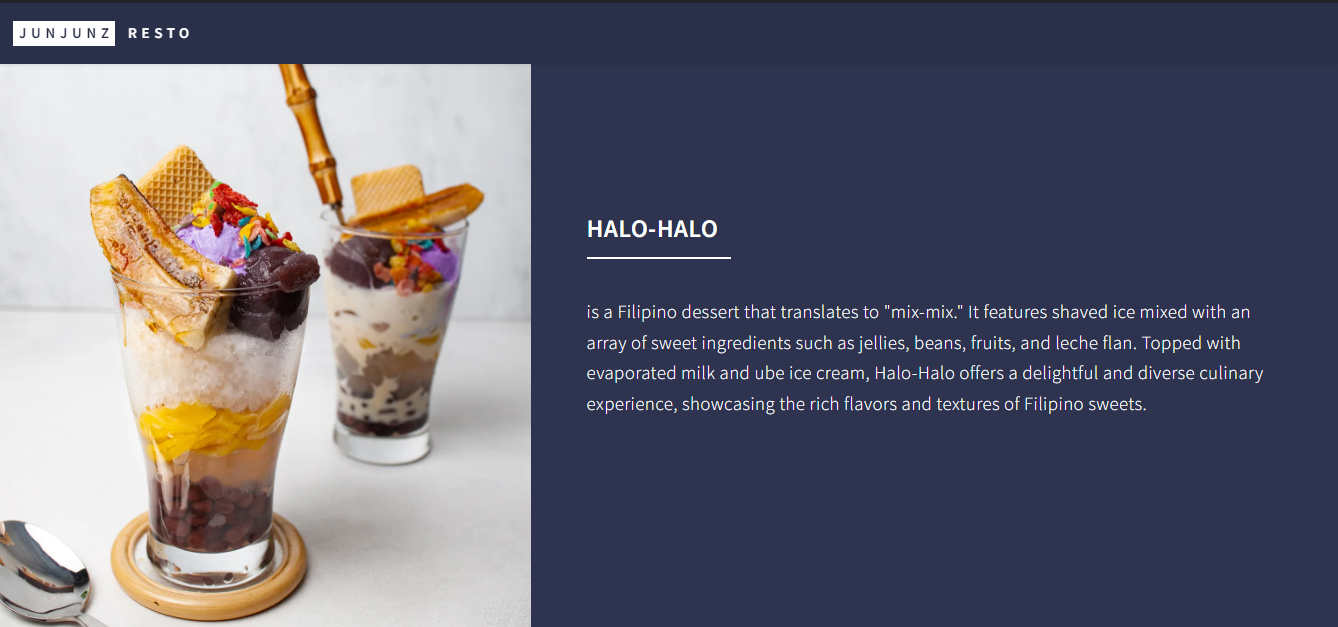 JUNJUNZ RESTO
HALO-HALO
is a Filipino dessert that translates to "mix-mix." It features shaved ice mixed with an
array of sweet ingredients such as jellies, beans, fruits, and leche flan. Topped with
evaporated milk and ube ice cream, Halo-Halo offers a delightful and diverse culinary
experience, showcasing the rich flavors and textures of Filipino sweets.